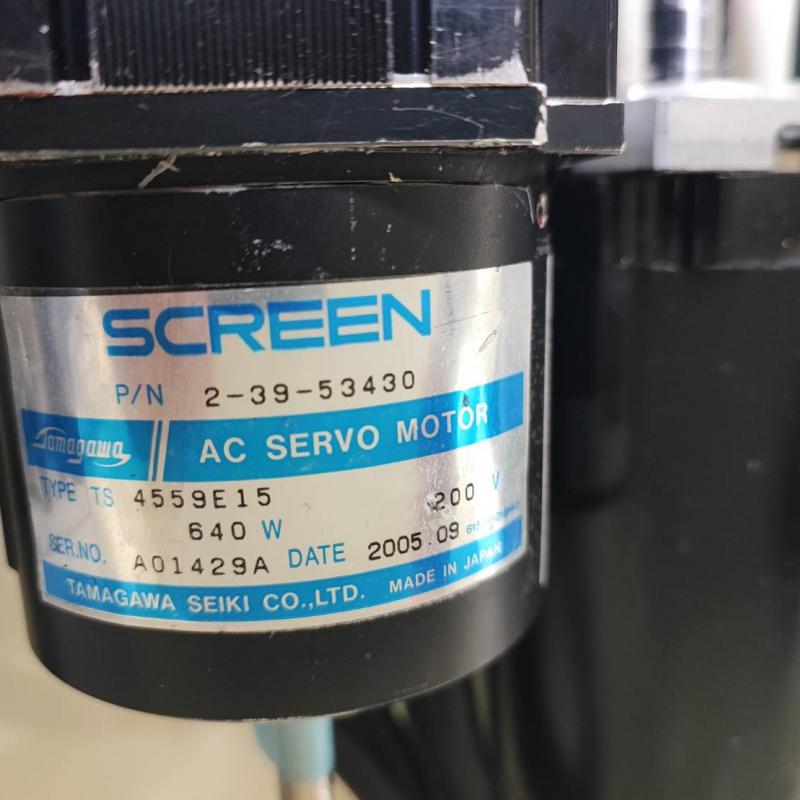 SCREEN
P/N 2-39-53430
Tamagawa AC SERVO MOTOR
TYPE TS 4559E15 200 V
640 W
SER.NO. A01429A DATE 2005.09
TAMAGAWA SEIKI CO.,LTD. MADE IN JAPAN